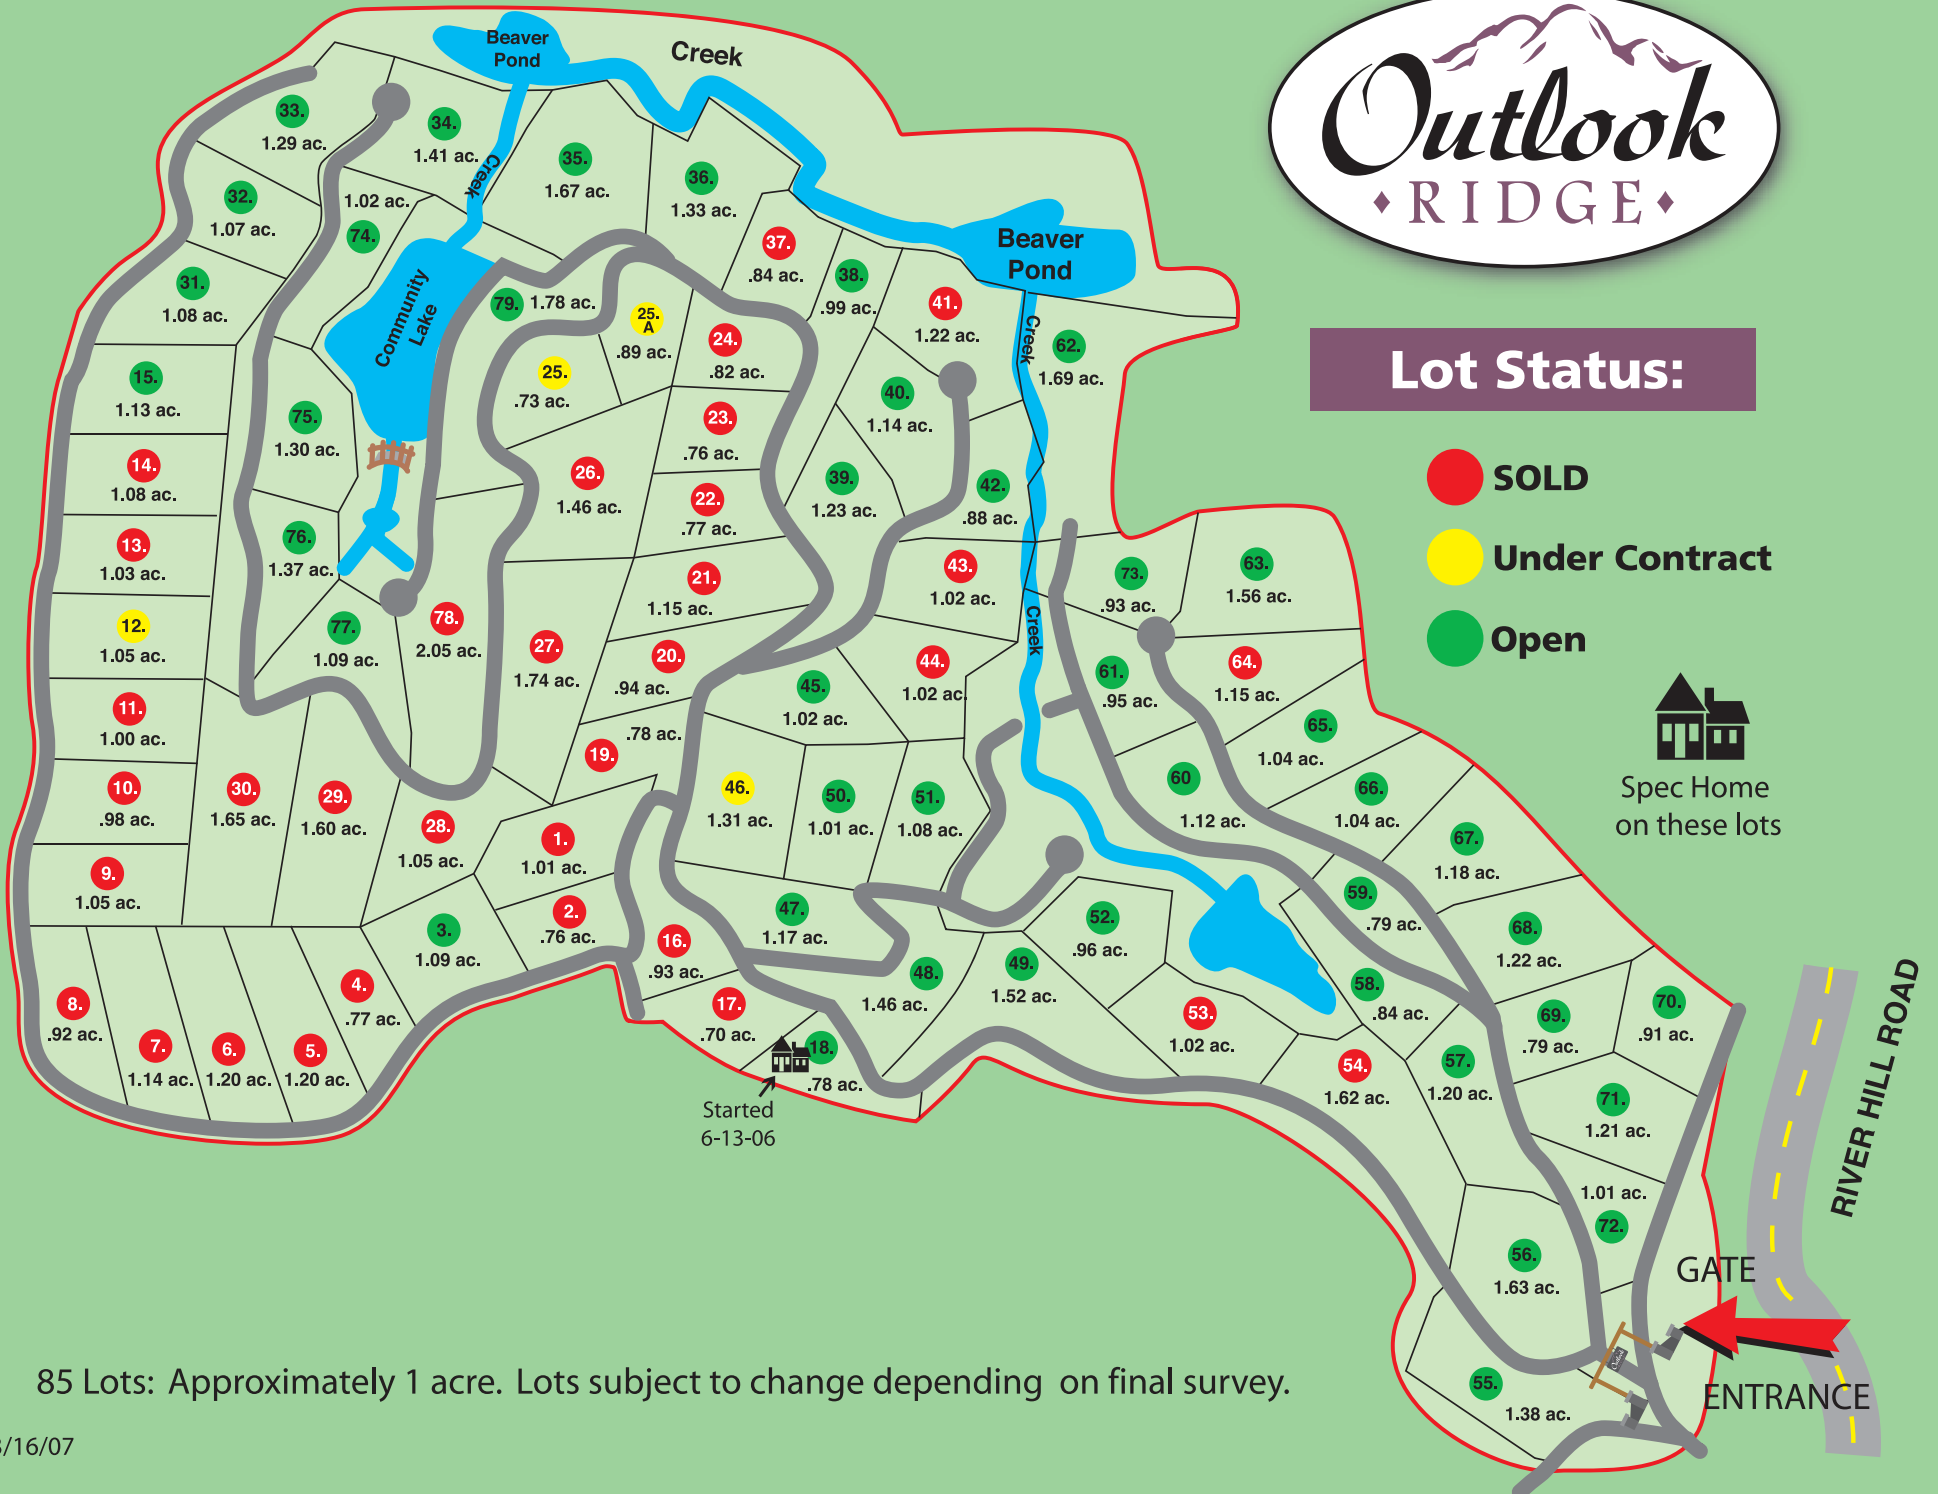 Outlook
RIDGE
Lot Status:
SOLD
Under Contract
Open
Spec Home
on these lots
Beaver
Pond
Creek
Creek
Community
Lake
Beaver
Pond
Creek
Creek
33.
1.29 ac.
34.
1.41 ac.
35.
1.67 ac.
36.
1.33 ac.
32.
1.07 ac.
1.02 ac.
74.
37.
.84 ac.
38.
.99 ac.
41.
1.22 ac.
62.
1.69 ac.
31.
1.08 ac.
79.
1.78 ac.
25.
A
.89 ac.
24.
.82 ac.
15.
1.13 ac.
75.
1.30 ac.
25.
.73 ac.
23.
.76 ac.
40.
1.14 ac.
14.
1.08 ac.
26.
1.46 ac.
22.
.77 ac.
39.
1.23 ac.
42.
.88 ac.
13.
1.03 ac.
76.
1.37 ac.
21.
1.15 ac.
43.
1.02 ac.
73.
.93 ac.
63.
1.56 ac.
12.
1.05 ac.
77.
1.09 ac.
78.
2.05 ac.
27.
1.74 ac.
20.
.94 ac.
45.
1.02 ac.
44.
1.02 ac.
61.
.95 ac.
64.
1.15 ac.
11.
1.00 ac.
.78 ac.
19.
65.
1.04 ac.
10.
.98 ac.
30.
1.65 ac.
29.
1.60 ac.
28.
1.05 ac.
1.
1.01 ac.
46.
1.31 ac.
50.
1.01 ac.
51.
1.08 ac.
60
1.12 ac.
66.
1.04 ac.
67.
1.18 ac.
9.
1.05 ac.
3.
1.09 ac.
2.
.76 ac.
16.
.93 ac.
47.
1.17 ac.
52.
.96 ac.
59.
.79 ac.
68.
1.22 ac.
8.
.92 ac.
7.
1.14 ac.
6.
1.20 ac.
5.
1.20 ac.
4.
.77 ac.
17.
.70 ac.
18.
.78 ac.
48.
1.46 ac.
49.
1.52 ac.
53.
1.02 ac.
54.
1.62 ac.
58.
.84 ac.
57.
1.20 ac.
69.
.79 ac.
70.
.91 ac.
71.
1.21 ac.
1.01 ac.
72.
56.
1.63 ac.
55.
1.38 ac.
Started
6-13-06
RIVER HILL ROAD
GATE
ENTRANCE
85 Lots: Approximately 1 acre. Lots subject to change depending on final survey.
/16/07